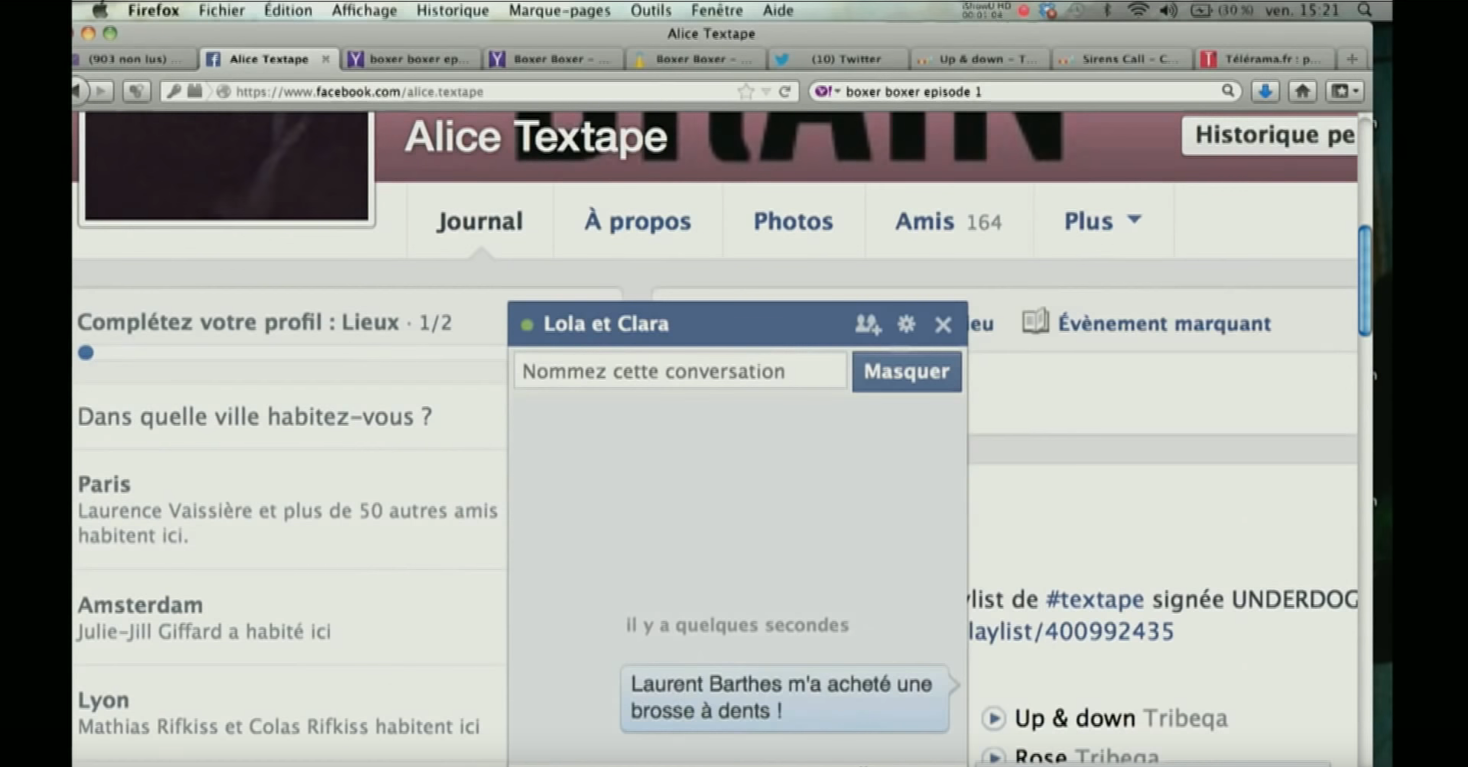 Firefox Fichier Édition Affichage Historique Marque-pages Outils Fenêtre Aide
00:01:04 (30 %) ven. 15:21
Alice Textape
(903 non lus) ... Alice Textape boxer boxer ep... Boxer Boxer – ... Boxer Boxer – ... (10) Twitter Up & down – T... Sirens Call – C... Télérama.fr : p...
https://www.facebook.com/alice.textape boxer boxer episode 1
Alice Textape
Historique pe
Journal À propos Photos Amis 164 Plus
Complétez votre profil : Lieux · 1/2
Dans quelle ville habitez-vous ?
Paris
Laurence Vaissière et plus de 50 autres amis
habitent ici.
Amsterdam
Julie-Jill Giffard a habité ici
Lyon
Mathias Rifkiss et Colas Rifkiss habitent ici
Lola et Clara
Nommez cette conversation Masquer
il y a quelques secondes
Laurent Barthes m'a acheté une
brosse à dents !
ieu Évènement marquant
ylist de #textape signée UNDERDOG
laylist/400992435
Up & down Tribeqa
Rose Tribeqa